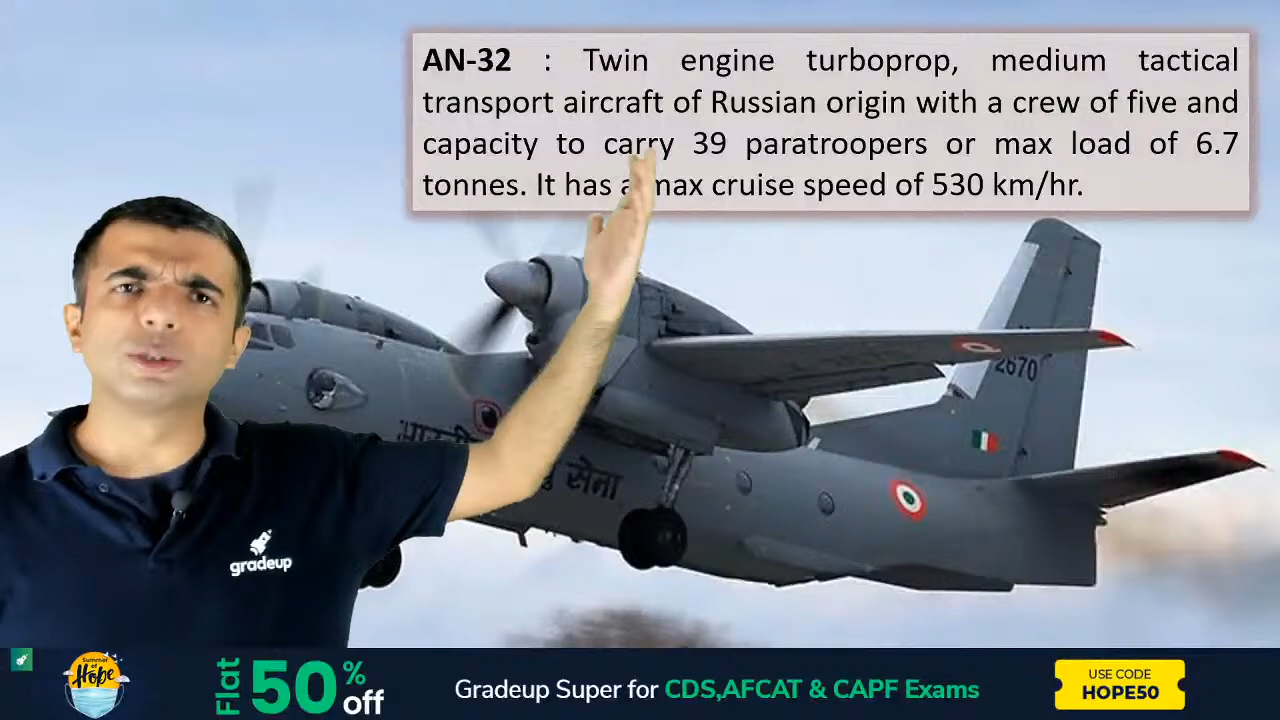 AN-32 : Twin engine turboprop, medium tactical
transport aircraft of Russian origin with a crew of five and
capacity to carry 39 paratroopers or max load of 6.7
tonnes. It has a max cruise speed of 530 km/hr.
2670
सेना
gradeup
Summer of Hope
Flat 50% off
Gradeup Super for CDS,AFCAT & CAPF Exams
USE CODE
HOPE50